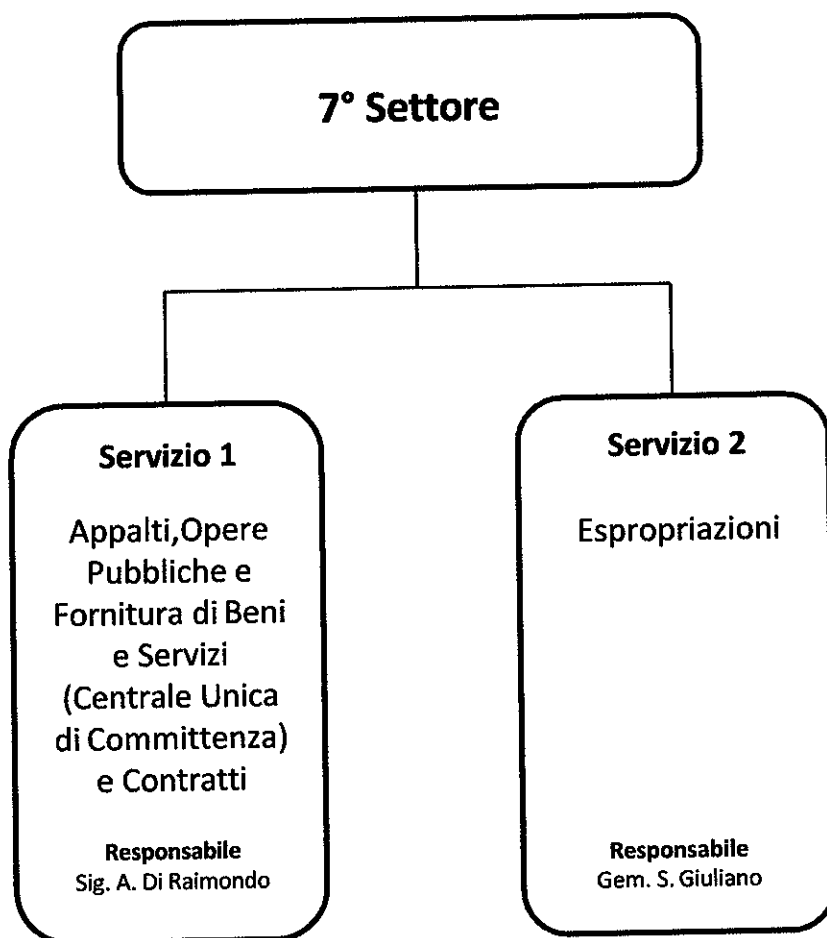 7° Settore
Servizio 1
Appalti,Opere
Pubbliche e
Fornitura di Beni
e Servizi
(Centrale Unica
di Committenza)
e Contratti
Responsabile
Sig. A. Di Raimondo
Servizio 2
Espropriazioni
Responsabile
Gem. S. Giuliano